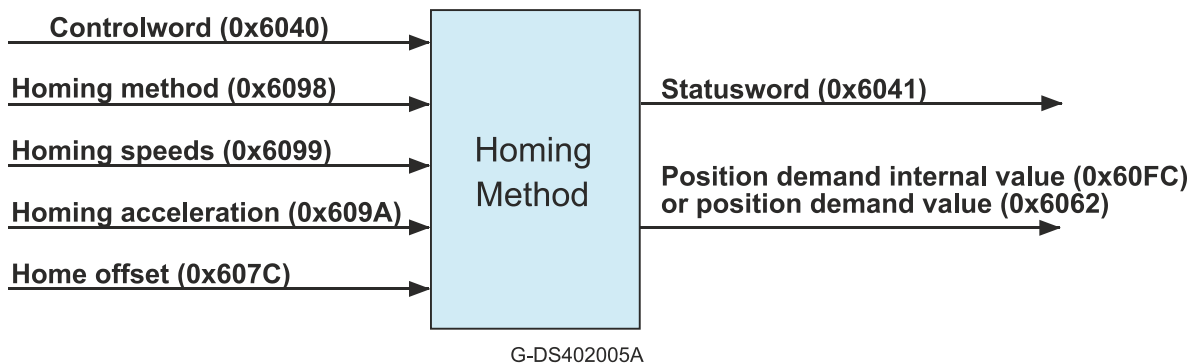 Controlword (0x6040)
Homing method (0x6098)
Homing speeds (0x6099)
Homing acceleration (0x609A)
Home offset (0x607C)
Homing
Method
Statusword (0x6041)
Position demand internal value (0x60FC)
or position demand value (0x6062)
G-DS402005A